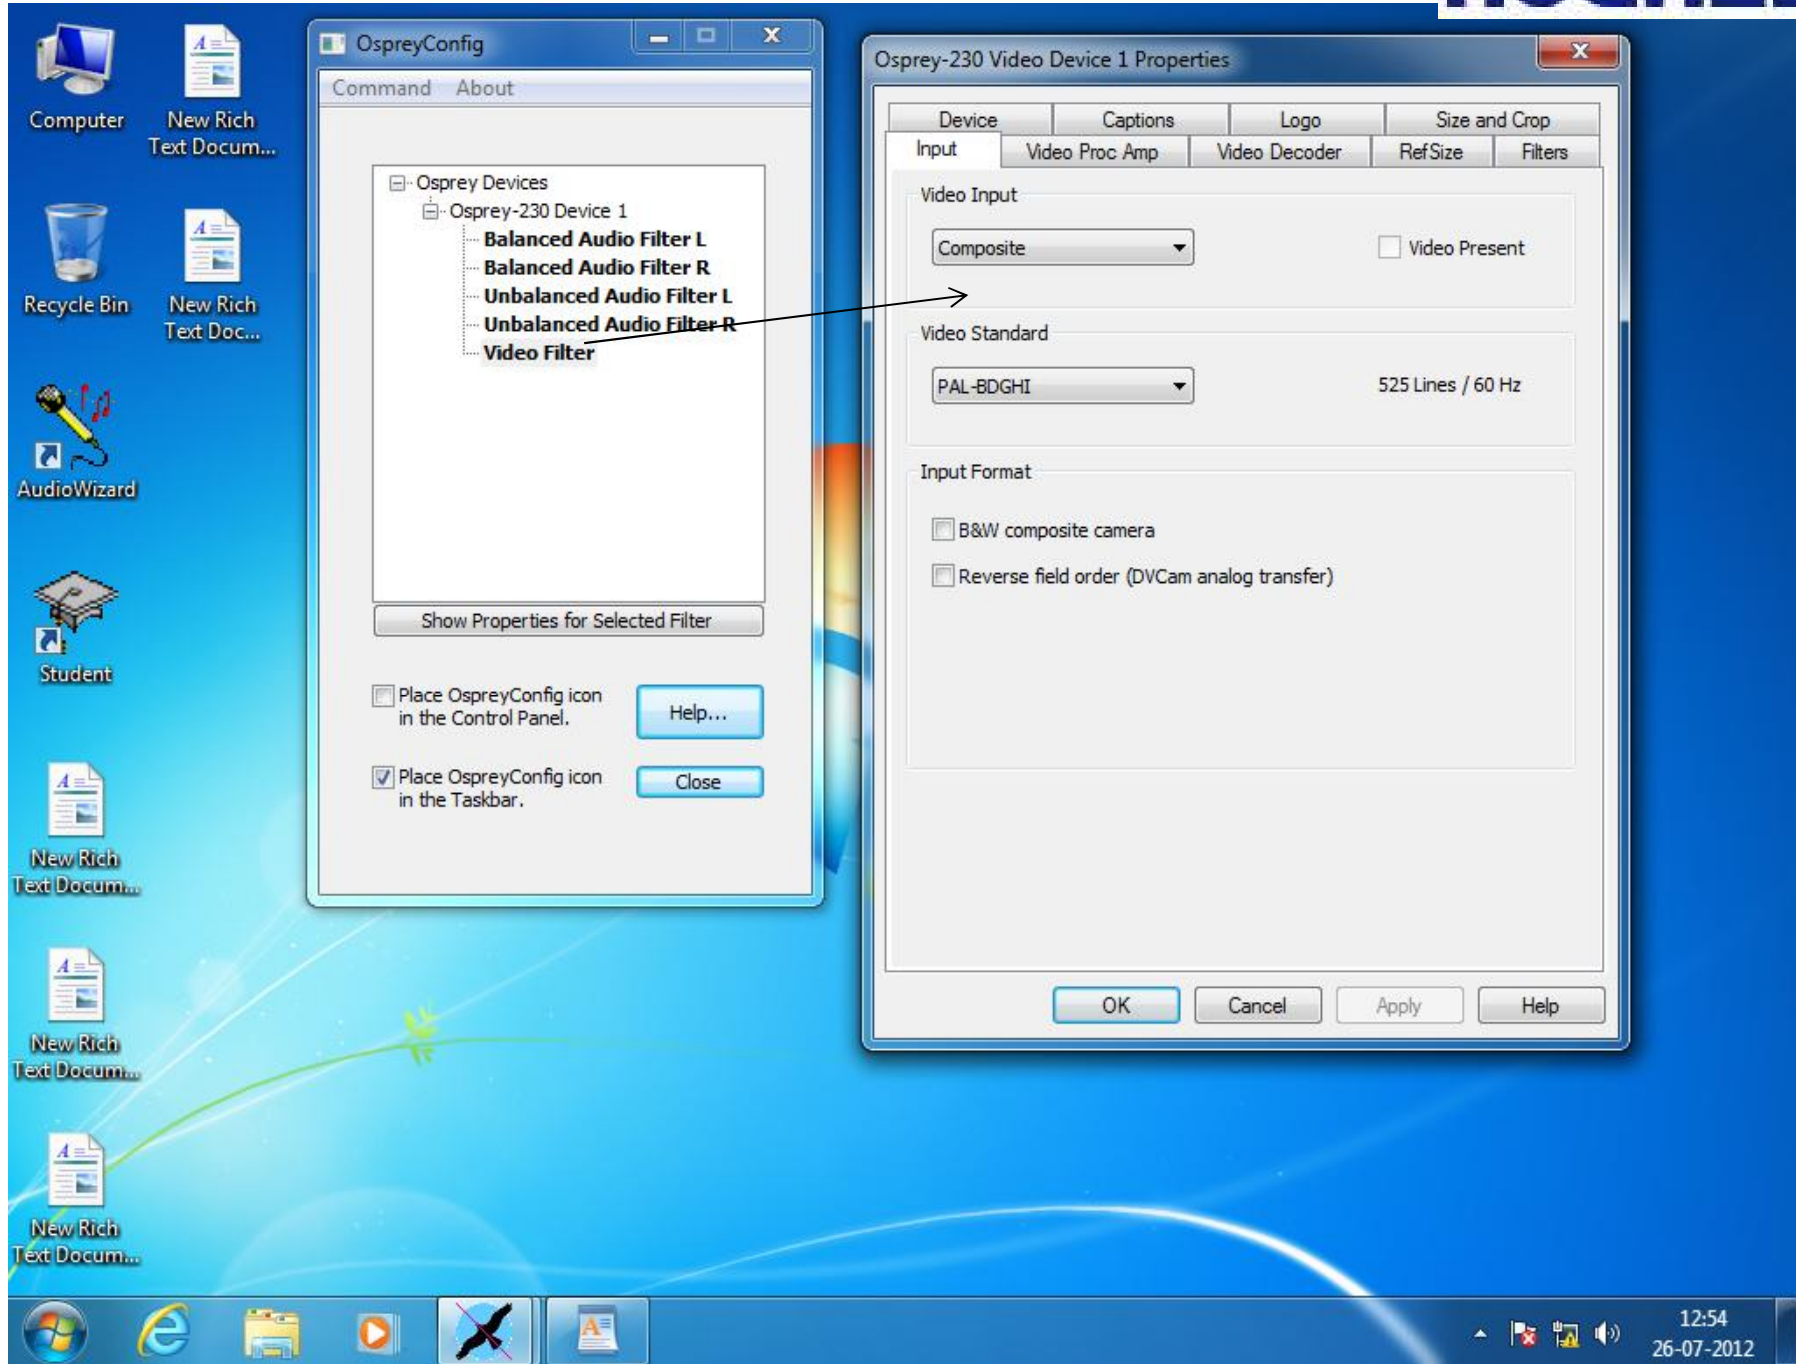 Computer
New Rich
Text Docum...
Recycle Bin
New Rich
Text Doc...
AudioWizard
Student
New Rich
Text Docum...
New Rich
Text Docum...
New Rich
Text Docum...
OspreyConfig
Command About
Osprey Devices
Osprey-230 Device 1
Balanced Audio Filter L
Balanced Audio Filter R
Unbalanced Audio Filter L
Unbalanced Audio Filter R
Video Filter
Show Properties for Selected Filter
Place OspreyConfig icon
in the Control Panel.
Help...
Place OspreyConfig icon
in the Taskbar.
Close
Osprey-230 Video Device 1 Properties
Device Captions Logo Size and Crop
Input Video Proc Amp Video Decoder RefSize Filters
Video Input
Composite Video Present
Video Standard
PAL-BDGHI 525 Lines / 60 Hz
Input Format
B&W composite camera
Reverse field order (DVCam analog transfer)
OK Cancel Apply Help
12:54
26-07-2012